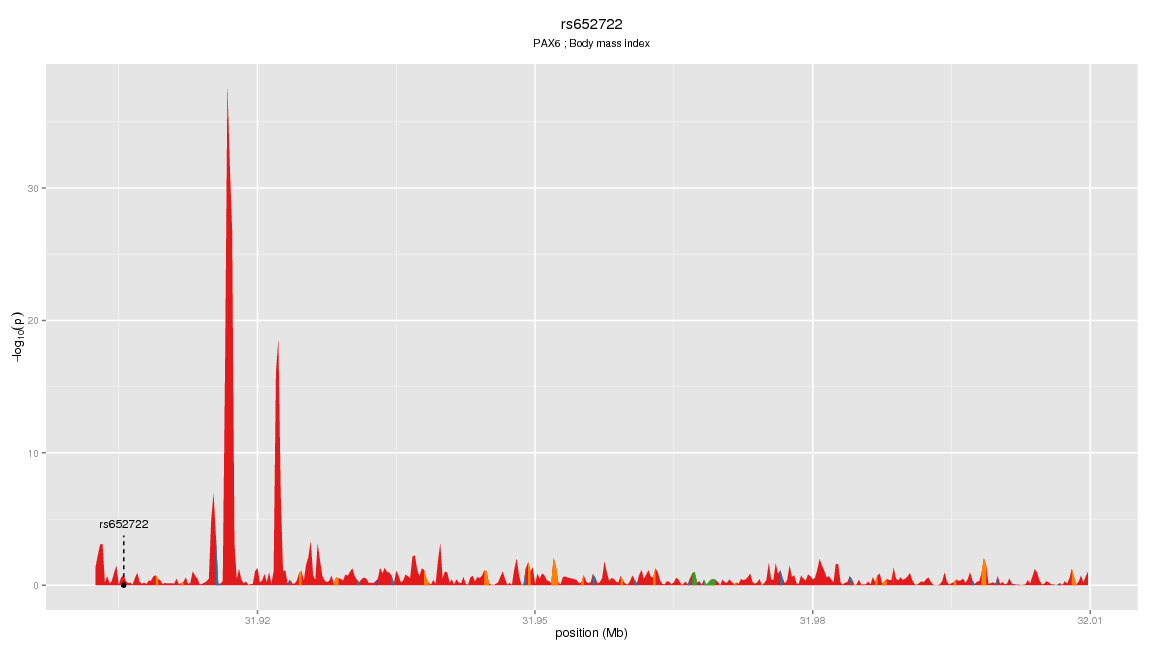 rs652722
PAX6 ; Body mass index
30
20
10
0
−log10(p)
rs652722
31.92
31.95
31.98
32.01
position (Mb)